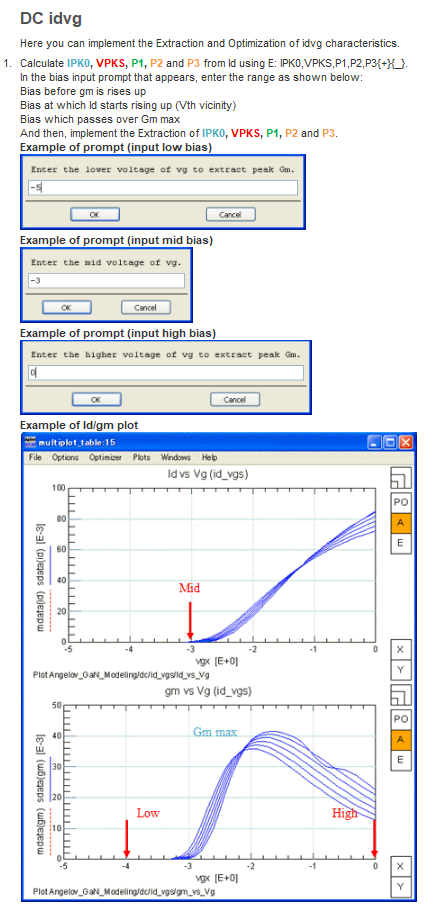 DC idvg
Here you can implement the Extraction and Optimization of idvg characteristics.
1. Calculate IPK0, VPKS, P1, P2 and P3 from Id using E: IPK0,VPKS,P1,P2,P3{+}{_}.
In the bias input prompt that appears, enter the range as shown below:
Bias before gm is rises up
Bias at which Id starts rising up (Vth vicinity)
Bias which passes over Gm max
And then, implement the Extraction of IPK0, VPKS, P1, P2 and P3.
Example of prompt (input low bias)
Enter the lower voltage of vg to extract peak Gm.
-5
OK Cancel
Example of prompt (input mid bias)
Enter the mid voltage of vg.
-3
OK Cancel
Example of prompt (input high bias)
Enter the higher voltage of vg to extract peak Gm.
0
OK Cancel
Example of Id/gm plot
multiplot_table:15
File Options Optimizer Plots Windows Help
Id vs Vg (id_vgs)
mdata(id) sdata(id) [E-3]
100
80
60
40
20
0
Mid
-5 -4 -3 -2 -1 0
vgx [E+0]
Plot Angelov_GaN_Modeling/dc/id_vgs/Id_vs_Vg
PO
A
E
X
Y
gm vs Vg (id_vgs)
mdata(gm) sdata(gm) [E-3]
50
40
30
20
10
0
Gm max
Low
High
-5 -4 -3 -2 -1 0
vgx [E+0]
Plot Angelov_GaN_Modeling/dc/id_vgs/gm_vs_Vg
PO
A
E
X
Y